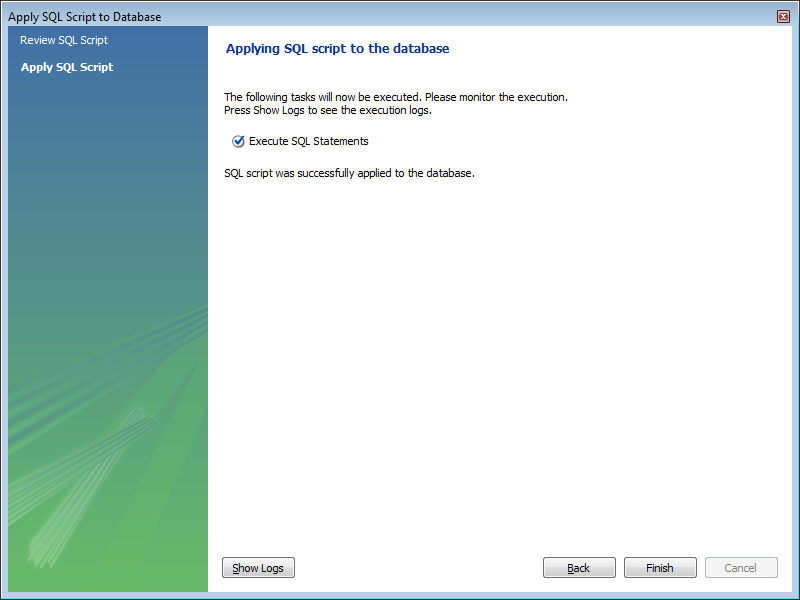 Apply SQL Script to Database
Review SQL Script
Apply SQL Script
Applying SQL script to the database
The following tasks will now be executed. Please monitor the execution.
Press Show Logs to see the execution logs.
Execute SQL Statements
SQL script was successfully applied to the database.
Show Logs
Back
Finish
Cancel